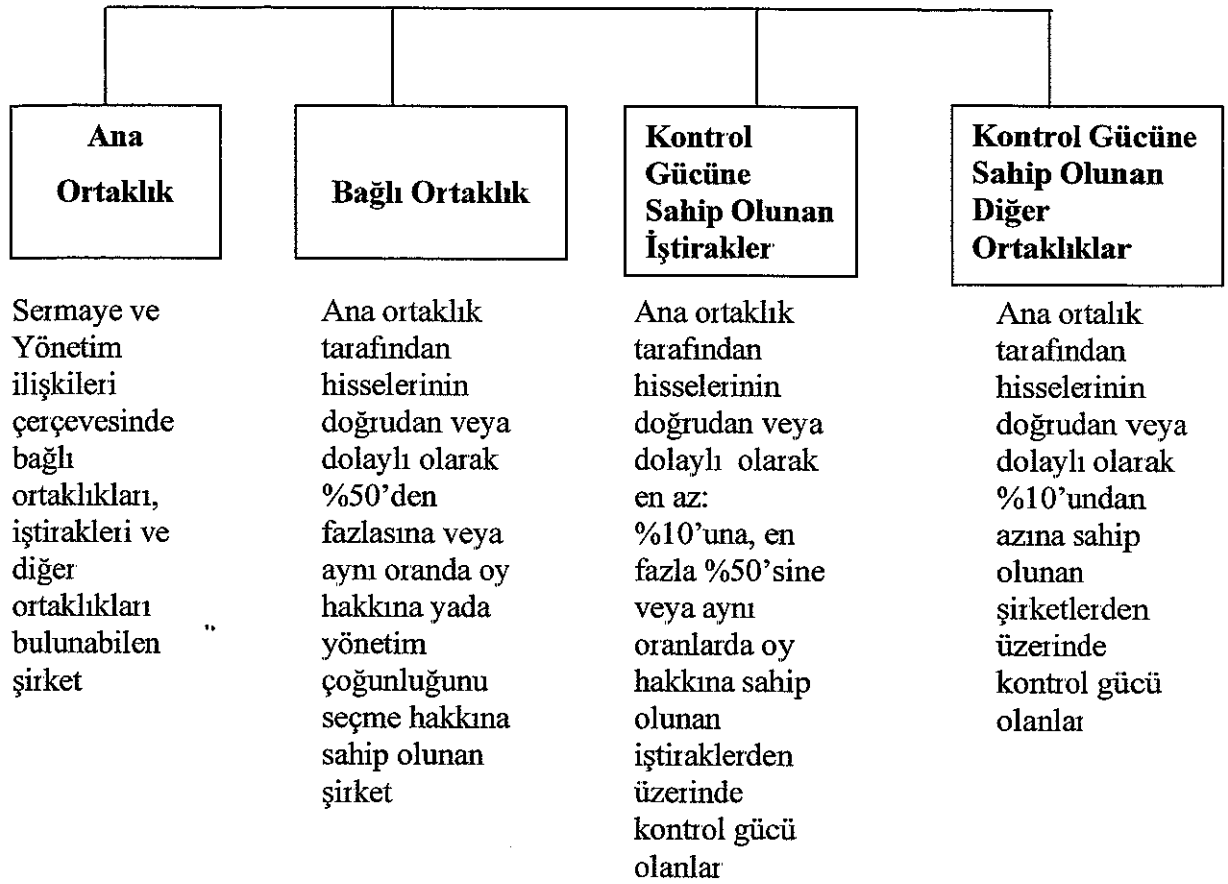 Ana
Ortaklık
Bağlı Ortaklık
Kontrol
Gücüne
Sahip Olunan
İştirakler
Kontrol Gücüne
Sahip Olunan
Diğer
Ortaklıklar
Sermaye ve
Yönetim
ilişkileri
çerçevesinde
bağlı
ortaklıkları,
iştirakleri ve
diğer
ortaklıkları
bulunabilen
şirket
Ana ortaklık
tarafından
hisselerinin
doğrudan veya
dolaylı olarak
%50’den
fazlasına veya
aynı oranda oy
hakkına yada
yönetim
çoğunluğunu
seçme hakkına
sahip olunan
şirket
Ana ortaklık
tarafından
hisselerinin
doğrudan veya
dolaylı olarak
en az:
%10’una, en
fazla %50’sine
veya aynı
oranlarda oy
hakkına sahip
olunan
iştiraklerden
üzerinde
kontrol gücü
olanlar
Ana ortalık
tarafından
hisselerinin
doğrudan veya
dolaylı olarak
%10’undan
azına sahip
olunan
şirketlerden
üzerinde
kontrol gücü
olanlar